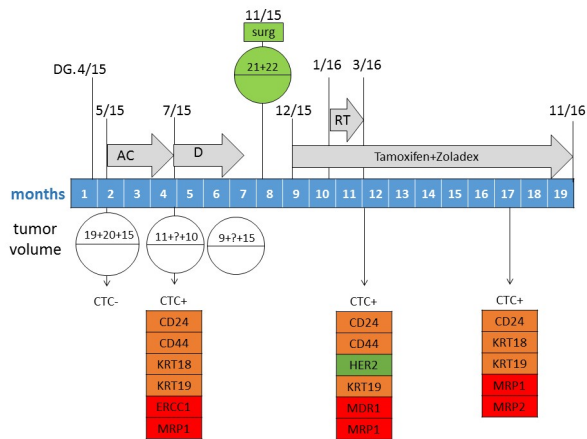 11/15
surg
21+22
DG.4/15
5/15
7/15
12/15
1/16
3/16
11/16
AC
D
RT
Tamoxifen+Zoladex
months 1 2 3 4 5 6 7 8 9 10 11 12 13 14 15 16 17 18 19
tumor
volume
19+20+15
11+?+10
9+?+15
CTC-
CTC+
CD24
CD44
KRT18
KRT19
ERCC1
MRP1
CTC+
CD24
CD44
HER2
KRT19
MDR1
MRP1
CTC+
CD24
KRT18
KRT19
MRP1
MRP2